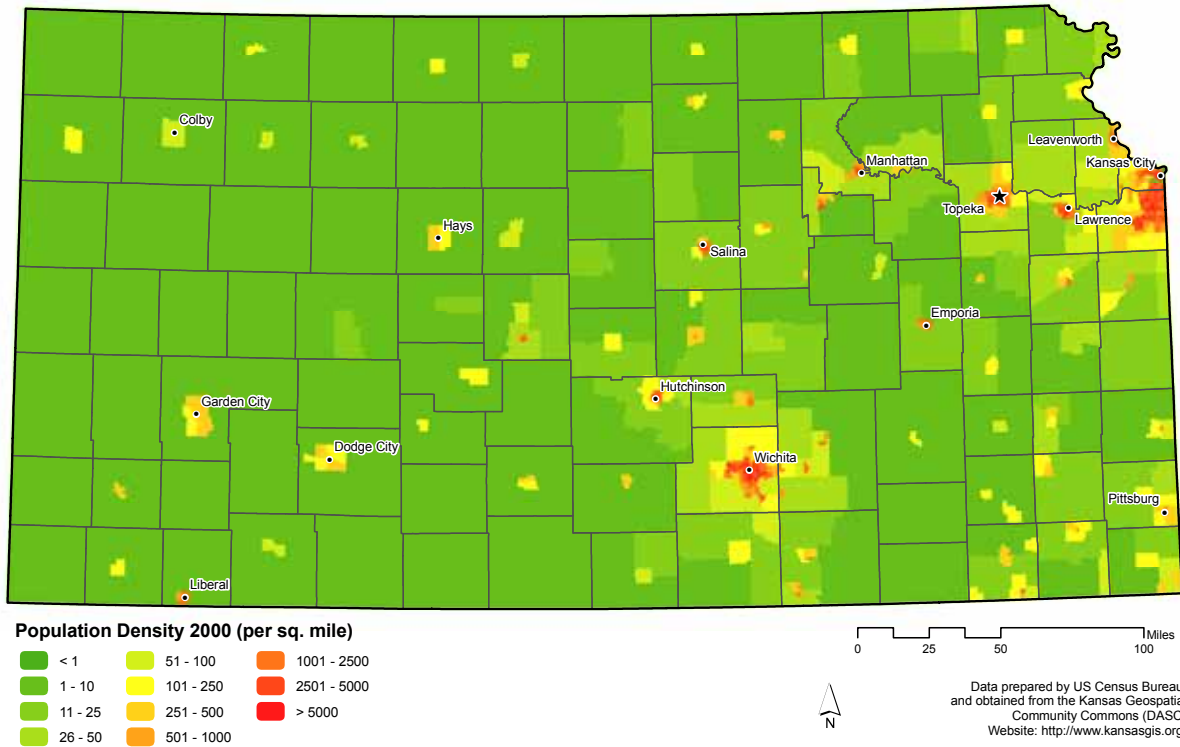 Colby
Leavenworth
Manhattan
Kansas City
Topeka
Lawrence
Hays
Salina
Emporia
Hutchinson
Garden City
Dodge City
Wichita
Pittsburg
Liberal
Population Density 2000 (per sq. mile)
< 1
1 - 10
11 - 25
26 - 50
51 - 100
101 - 250
251 - 500
501 - 1000
1001 - 2500
2501 - 5000
> 5000
Miles
0 25 50 100
N
Data prepared by US Census Bureau
and obtained from the Kansas Geospatia
Community Commons (DASC
Website: http://www.kansasgis.org